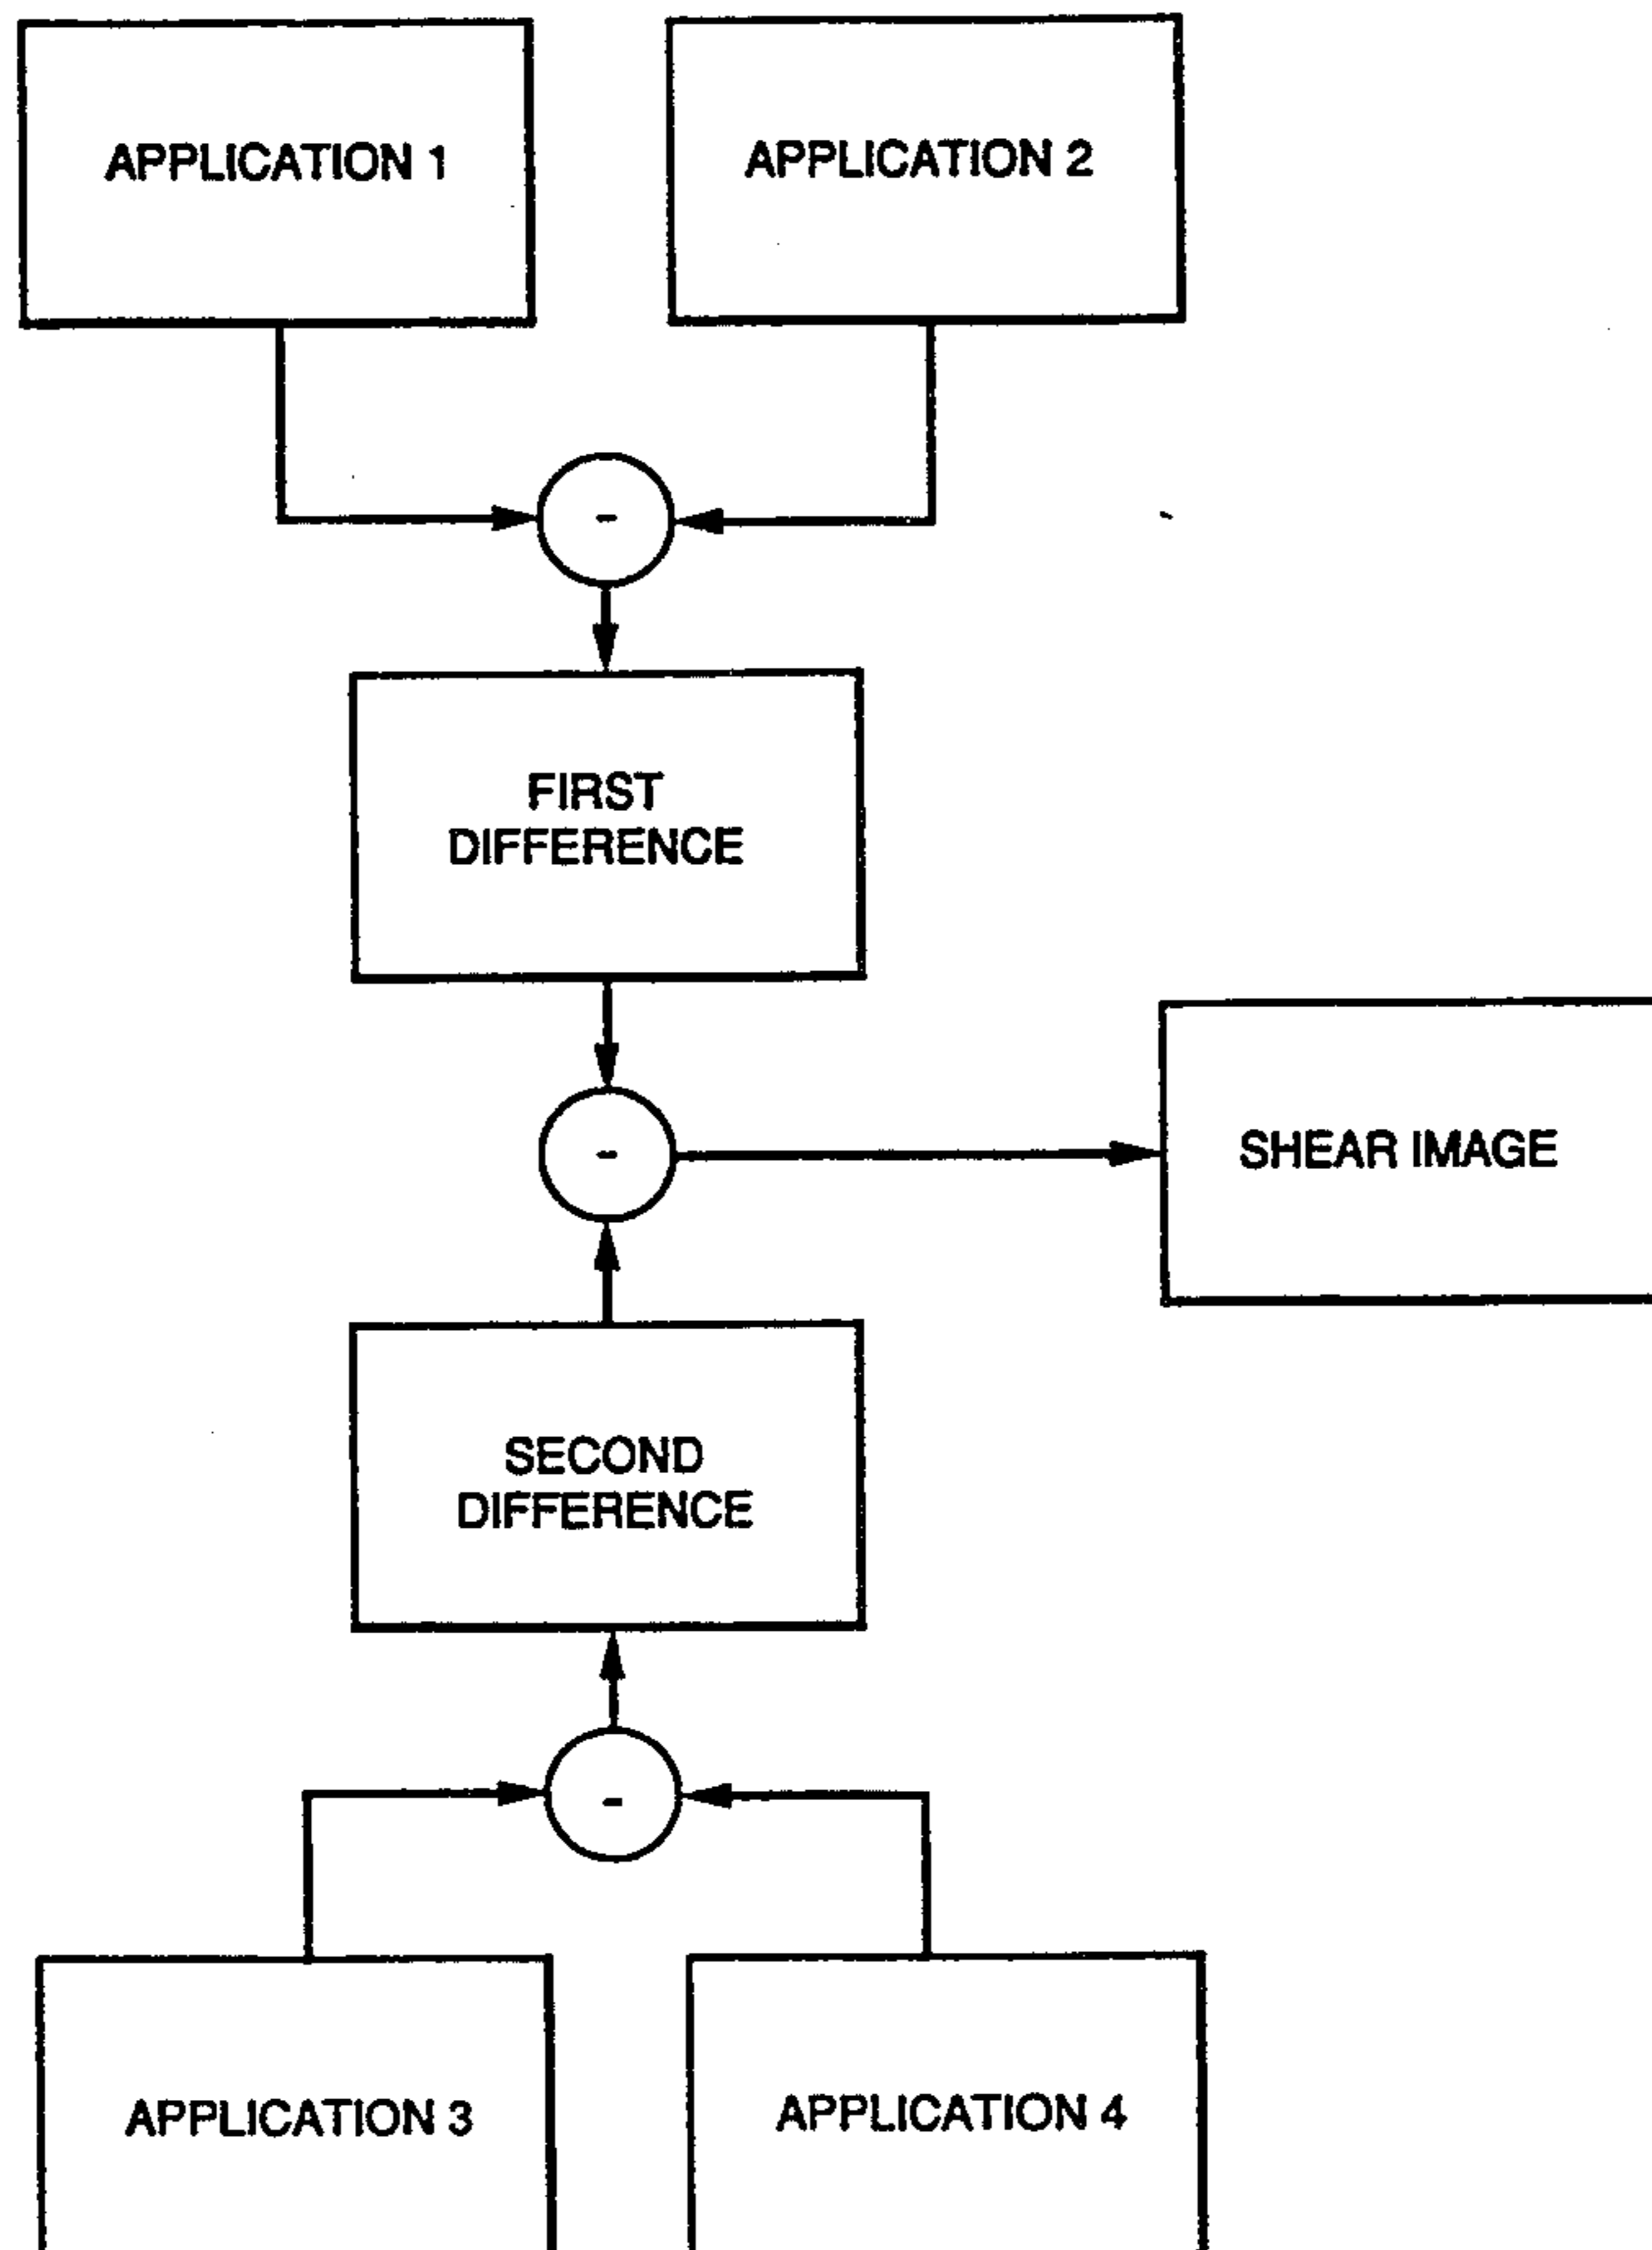 APPLICATION 1
APPLICATION 2
-
FIRST
DIFFERENCE
-
SHEAR IMAGE
SECOND
DIFFERENCE
-
APPLICATION 3
APPLICATION 4